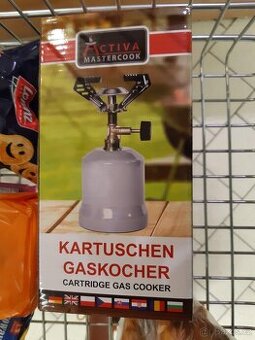 ACTIVA
MASTERCOOK
KARTUSCHEN
GASKOCHER
CARTRIDGE GAS COOKER